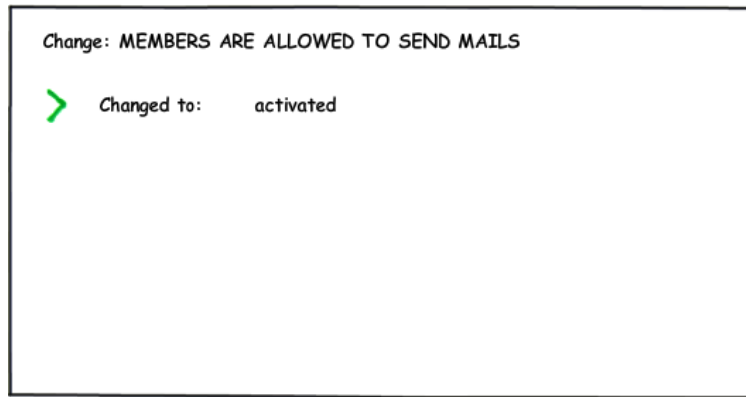 Change: MEMBERS ARE ALLOWED TO SEND MAILS
Changed to: activated